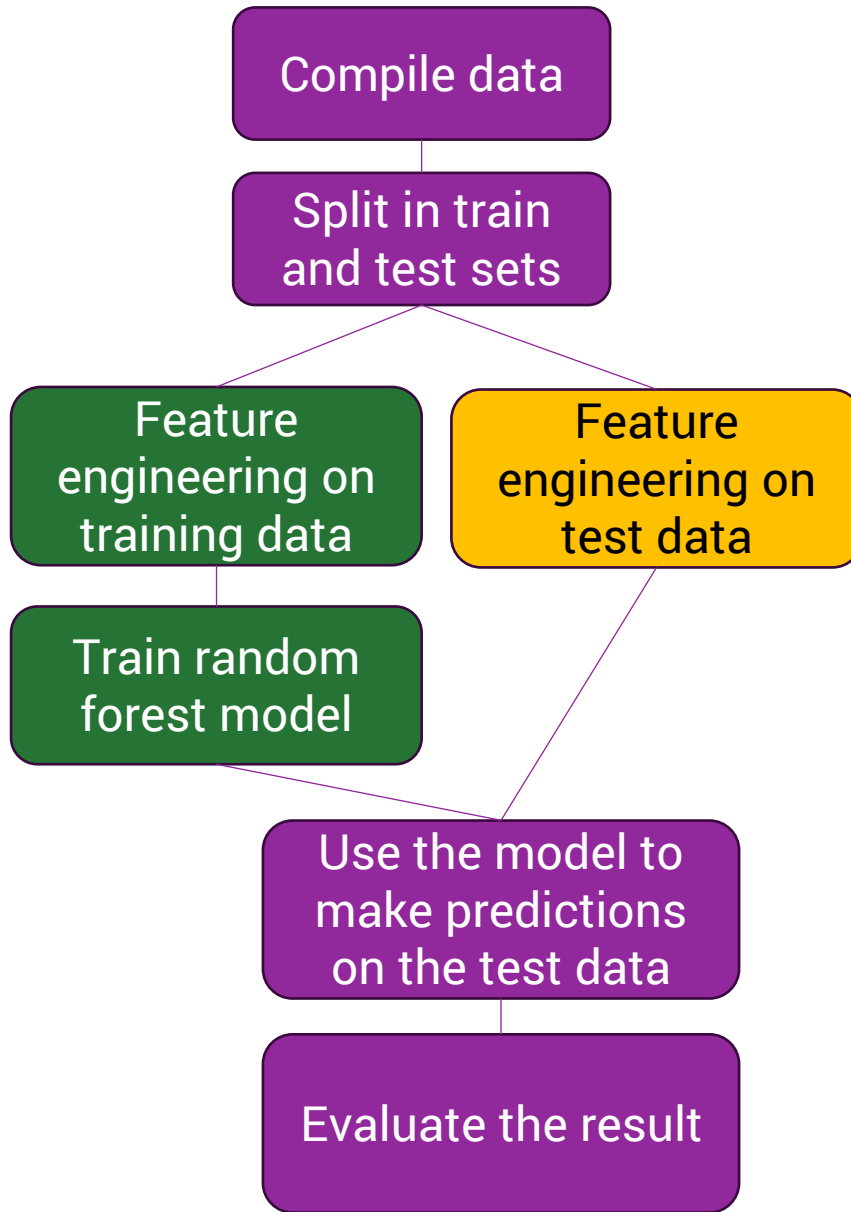 Compile data
Split in train
and test sets
Feature
engineering on
training data
Feature
engineering on
test data
Train random
forest model
Use the model to
make predictions
on the test data
Evaluate the result